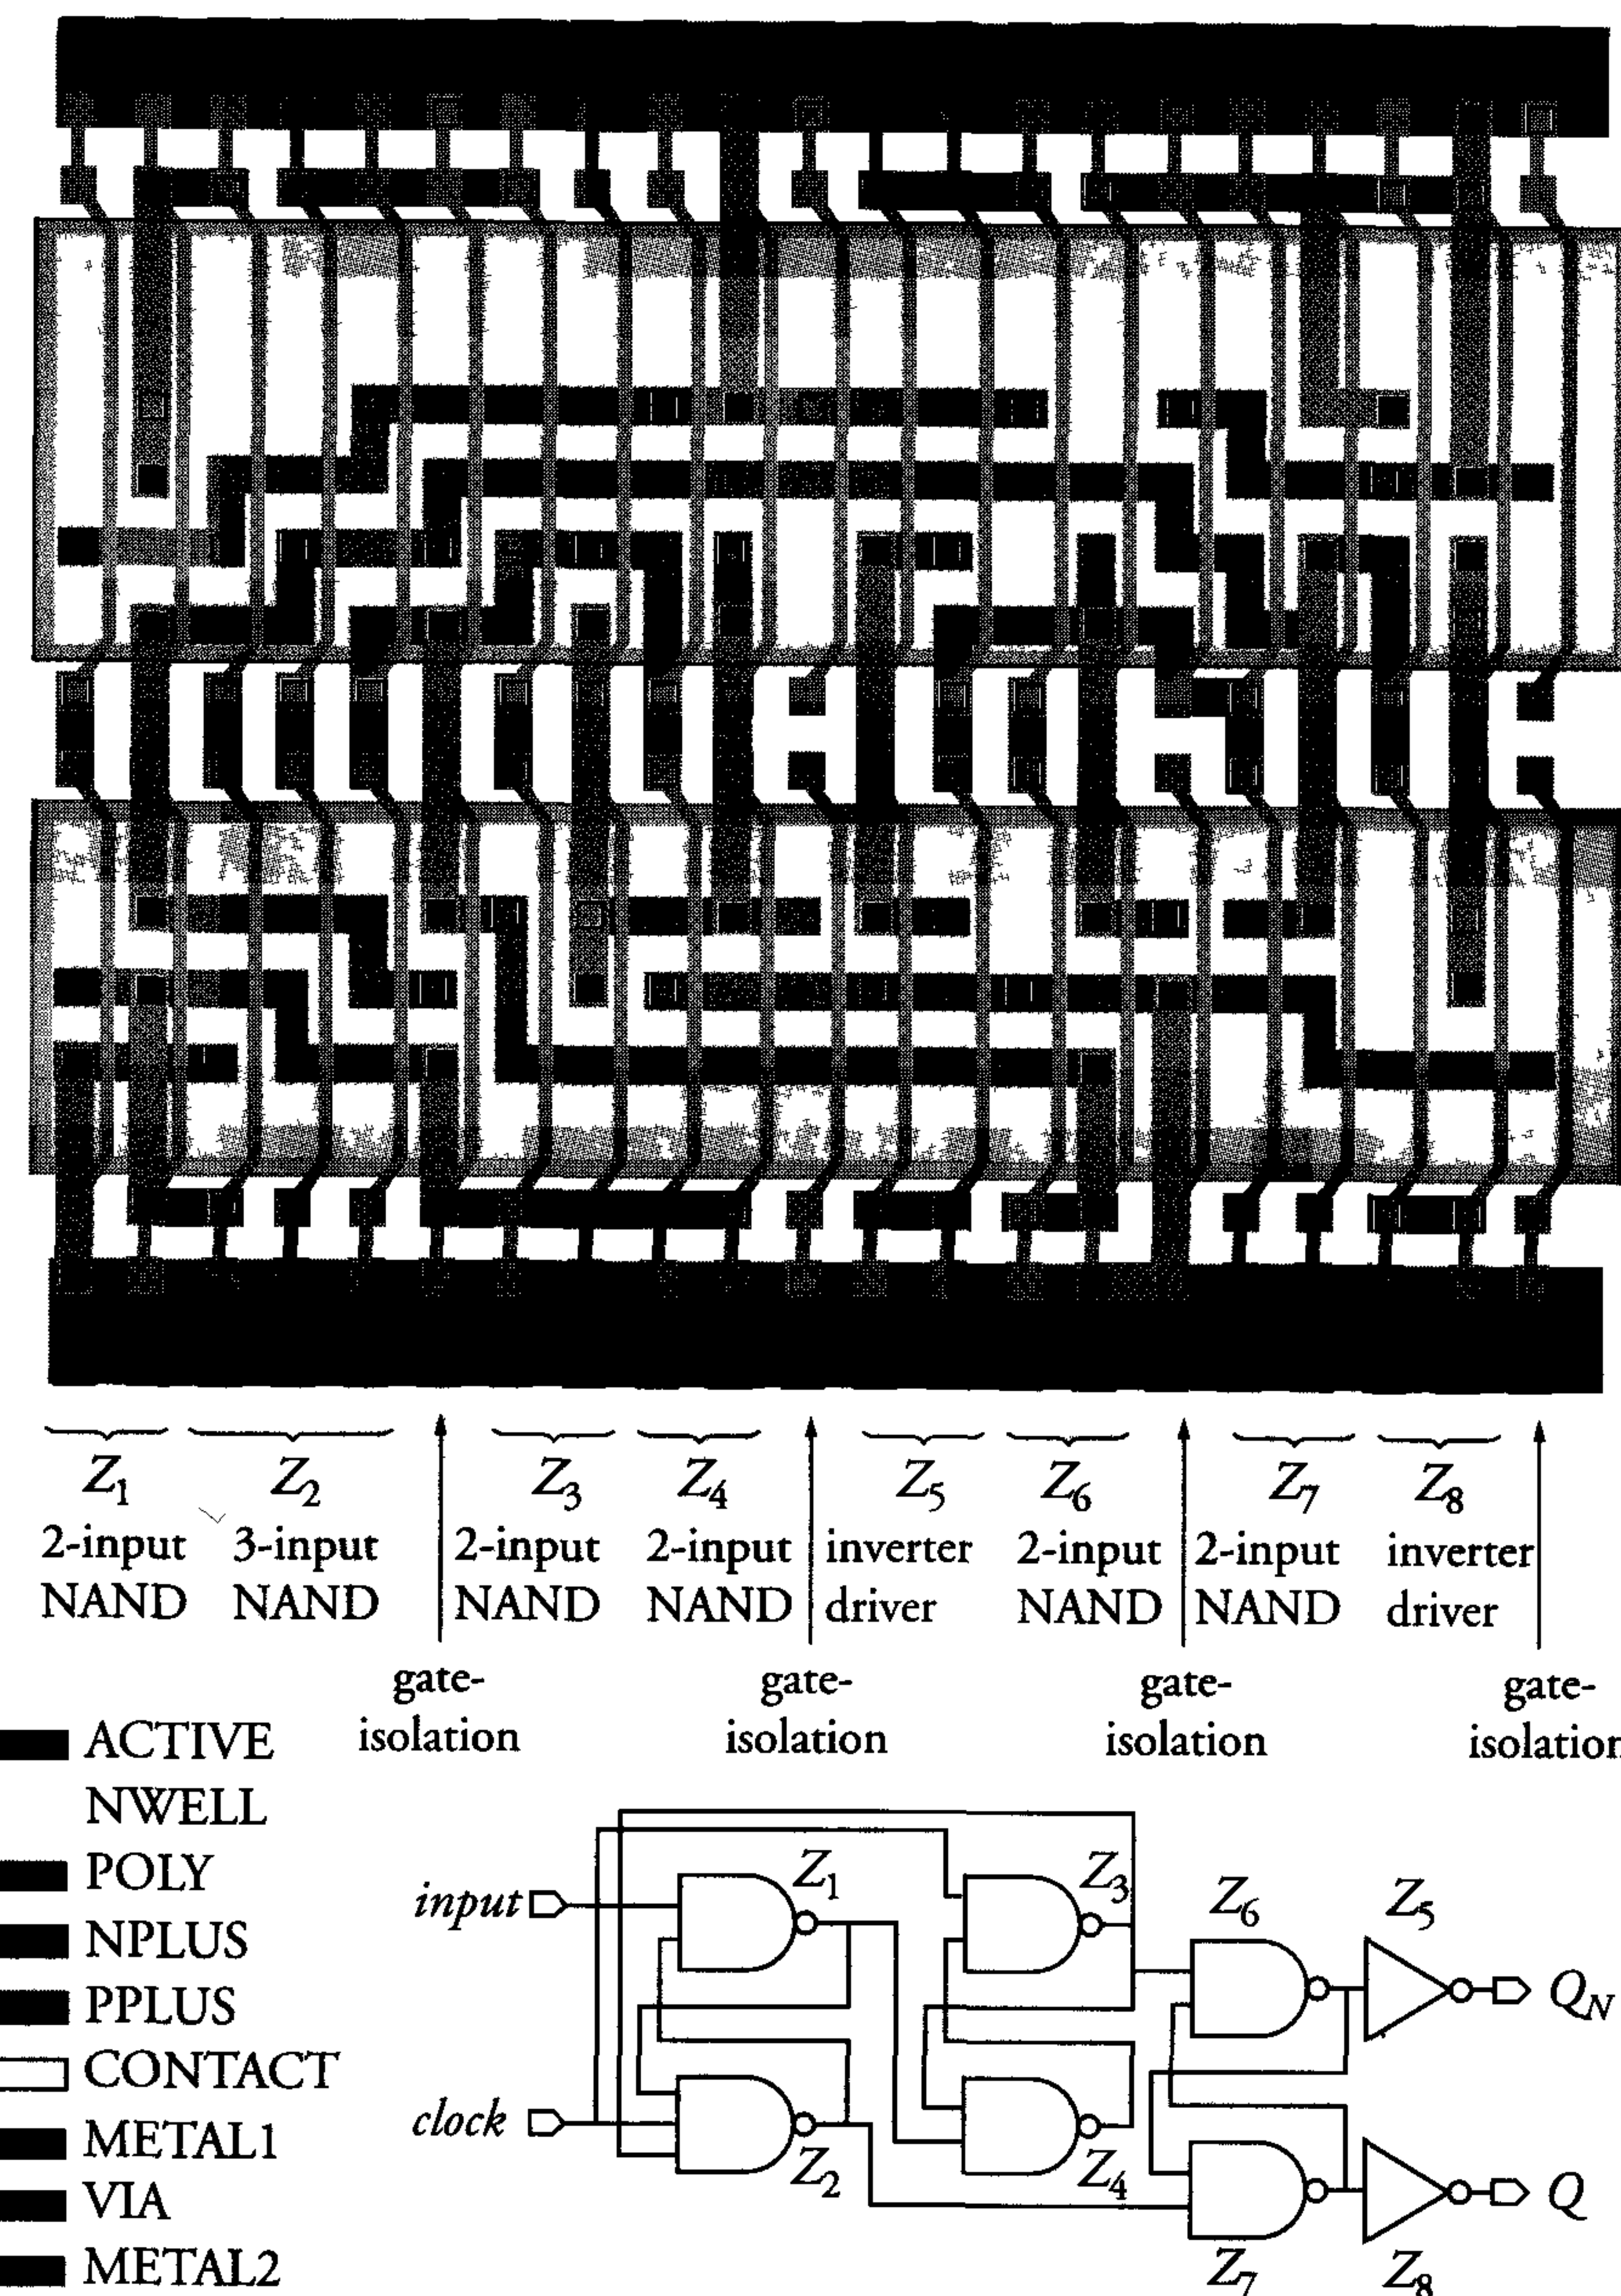 Z1 Z2 Z3 Z4 Z5 Z6 Z7 Z8
2-input 3-input 2-input 2-input inverter 2-input 2-input inverter
NAND NAND NAND NAND driver NAND NAND driver
gate- gate- gate- gate-
isolation isolation isolation isolation
ACTIVE
NWELL
POLY
NPLUS
PPLUS
CONTACT
METAL1
VIA
METAL2
input
Z1
Z3
Z6
Z5
QN
clock
Z2
Z4
Q
Z7
Z8